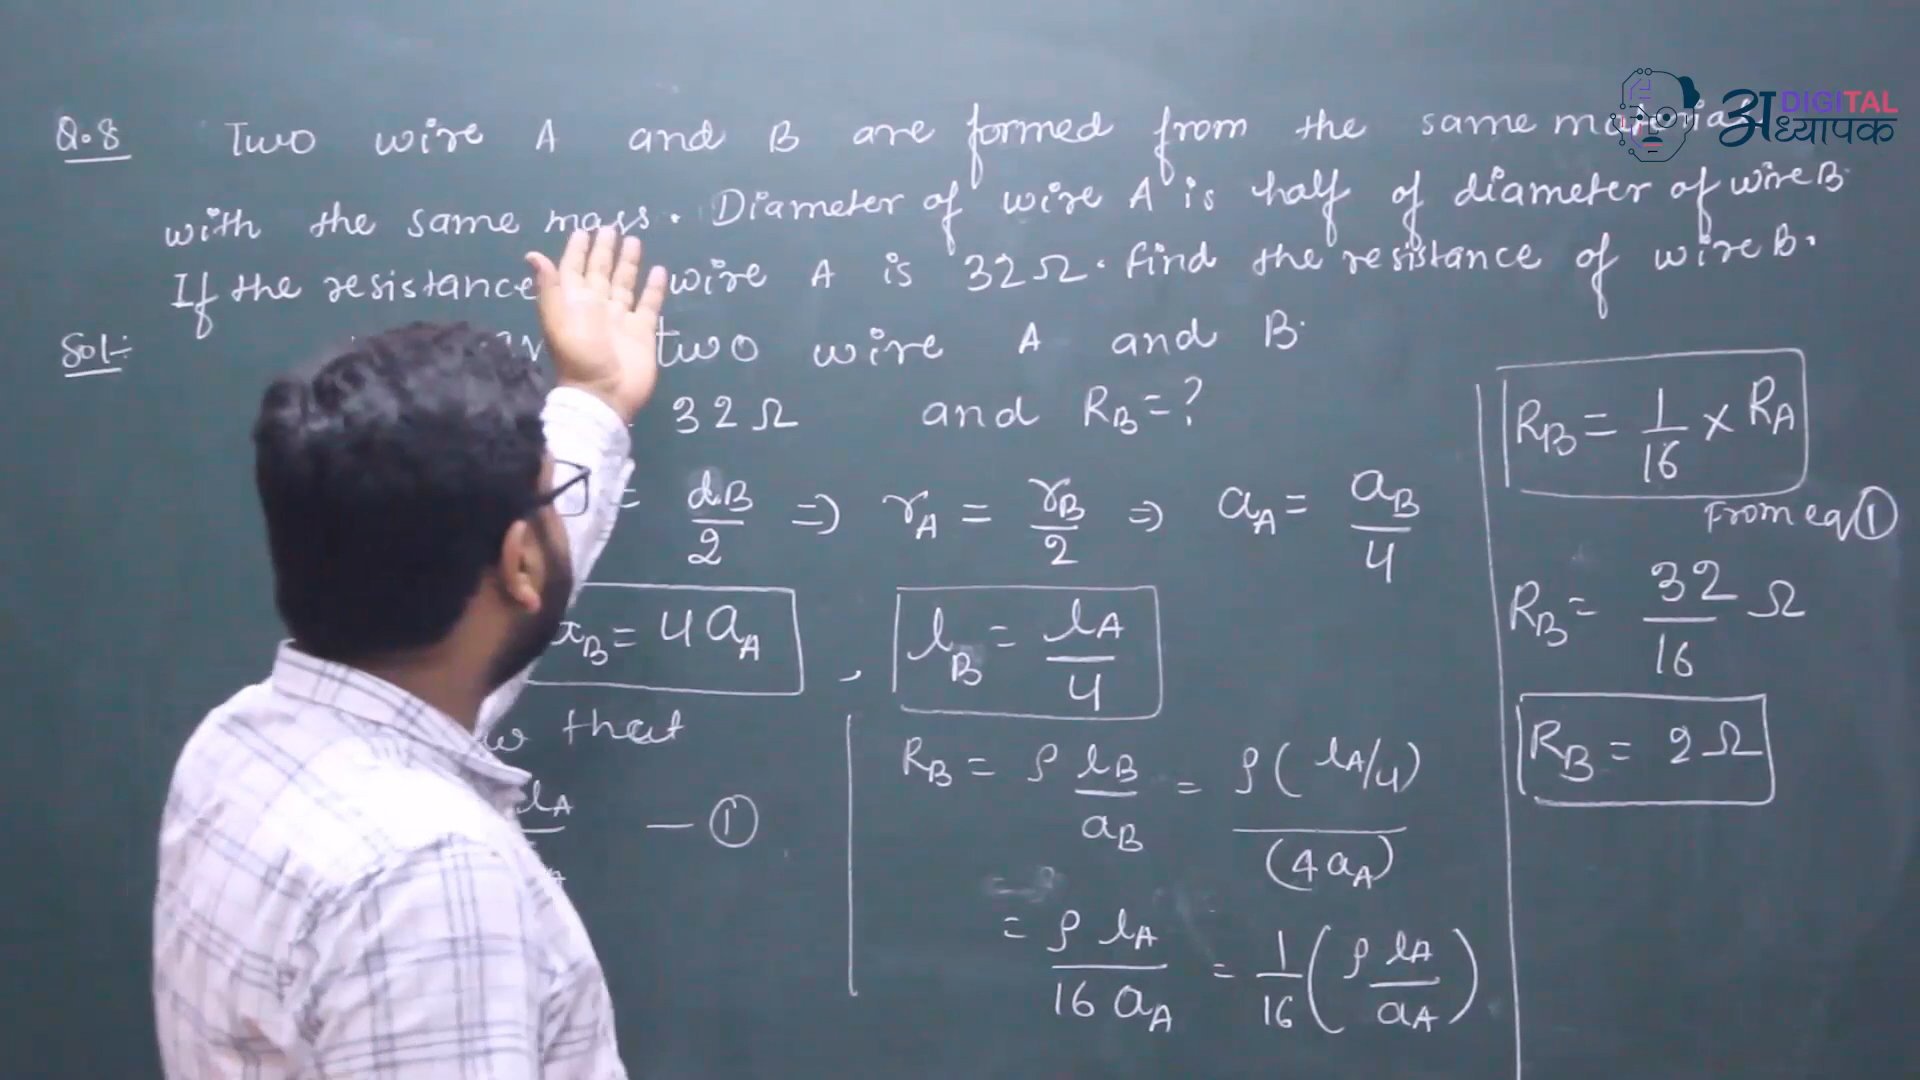 Q.8 Two wire A and B are formed from the same material
with the same mass. Diameter of wire A is half of diameter of wire B.
If the resistance wire A is 32Ω. find the resistance of wire B.
Sol:- two wire A and B.
32Ω and R_B = ?
= d_B/2 => r_A = r_B/2 => a_A = a_B/4
_B = 4a_A , l_B = l_A/4
that
l_A — ①
R_B = ρ l_B/a_B = ρ(l_A/4)/(4a_A)
= ρ l_A/16 a_A = 1/16 (ρ l_A/a_A)
R_B = 1/16 × R_A
From eq ①
R_B = 32/16 Ω
R_B = 2Ω
अध्यापक DIGITAL